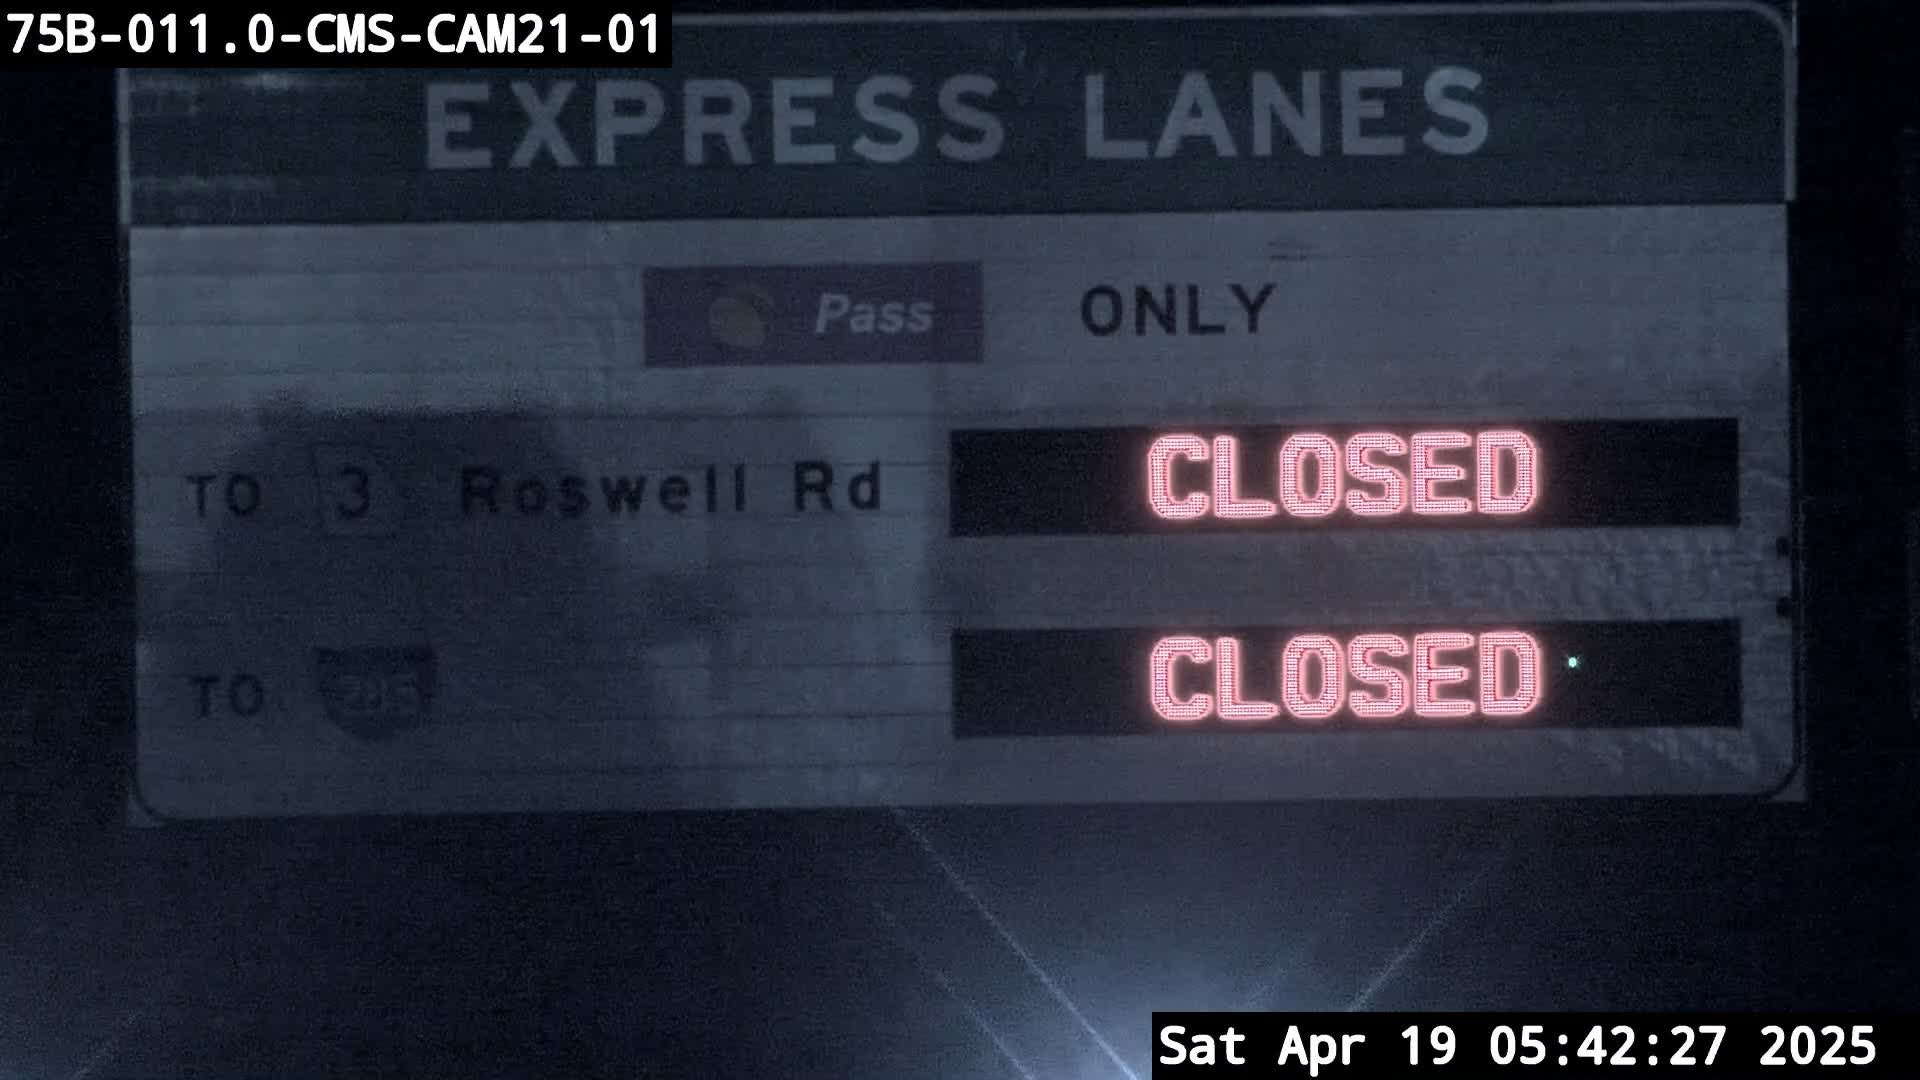 75B-011.0-CMS-CAM21-01
EXPRESS LANES
Pass ONLY
TO 3 Roswell Rd CLOSED
TO 285 CLOSED
Sat Apr 19 05:42:27 2025